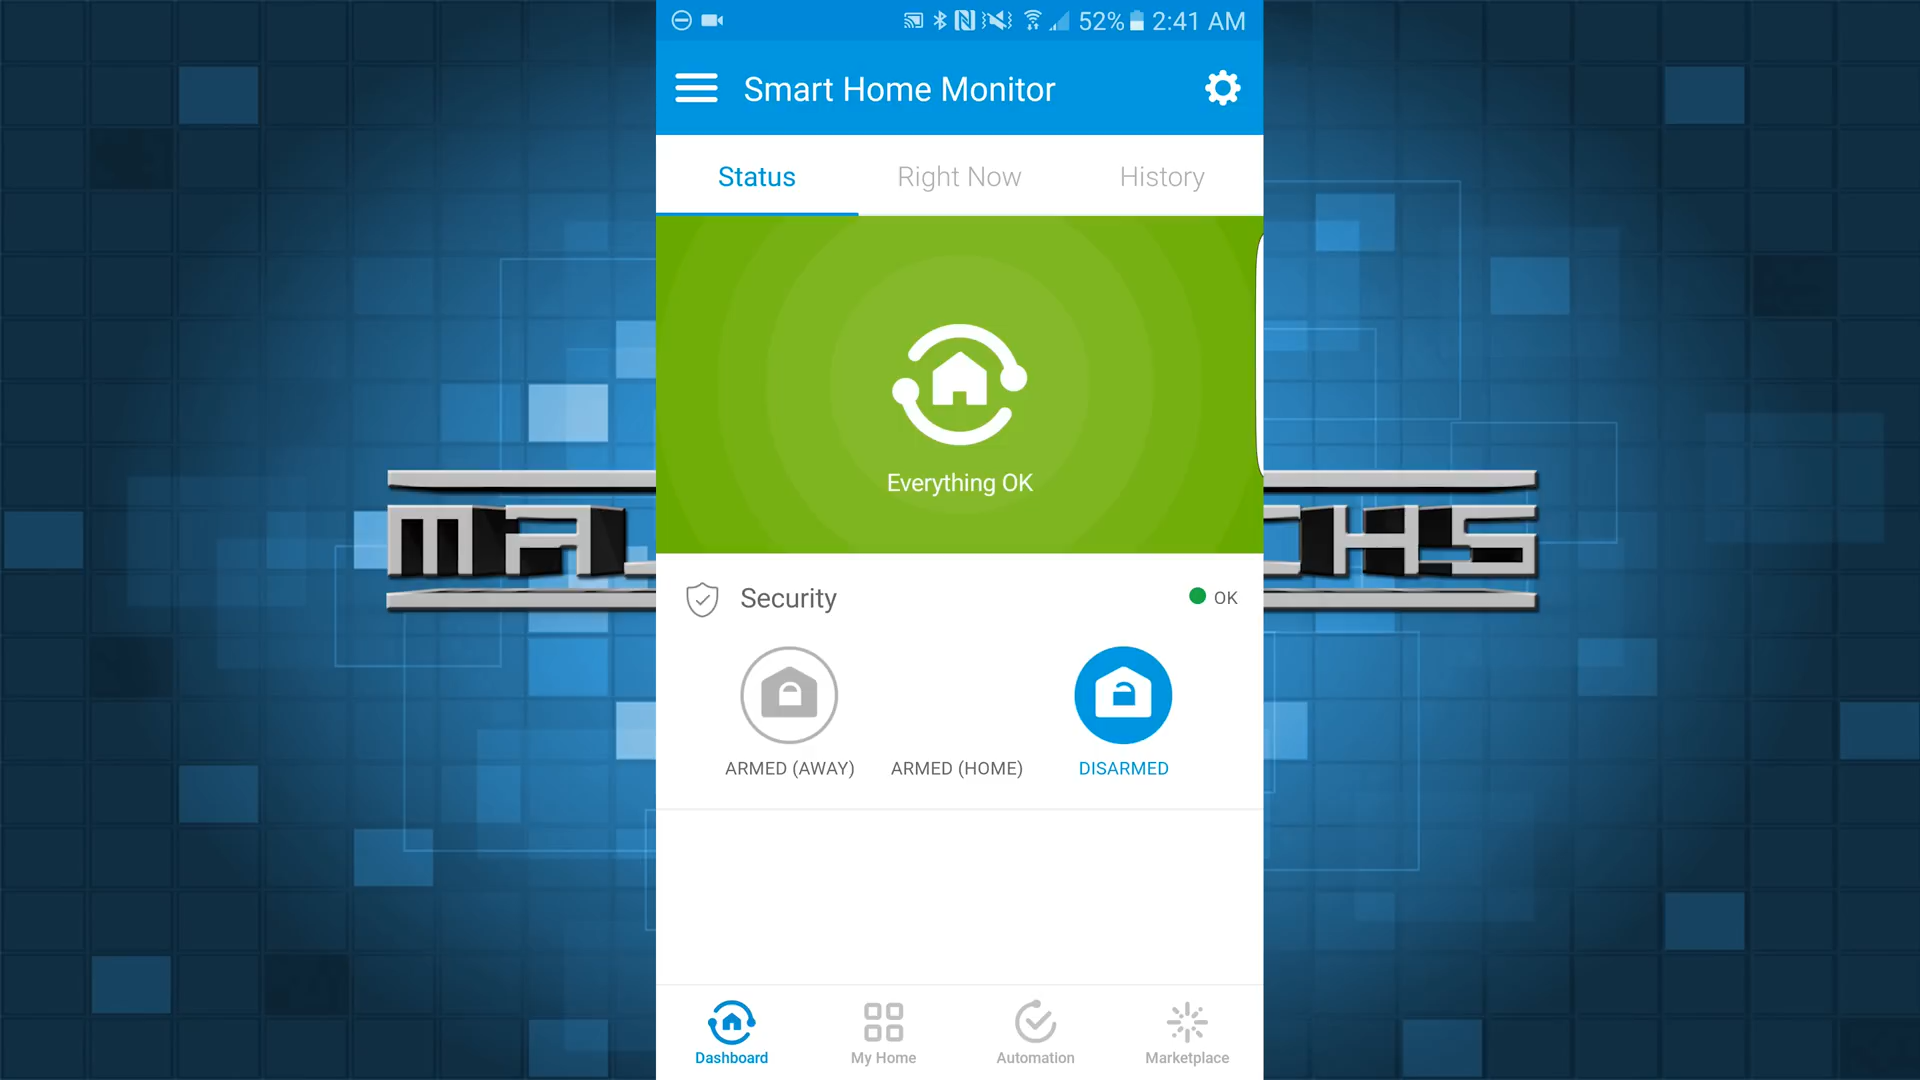 52% 2:41 AM
Smart Home Monitor
Status Right Now History
Everything OK
Security OK
ARMED (AWAY) ARMED (HOME) DISARMED
Dashboard My Home Automation Marketplace